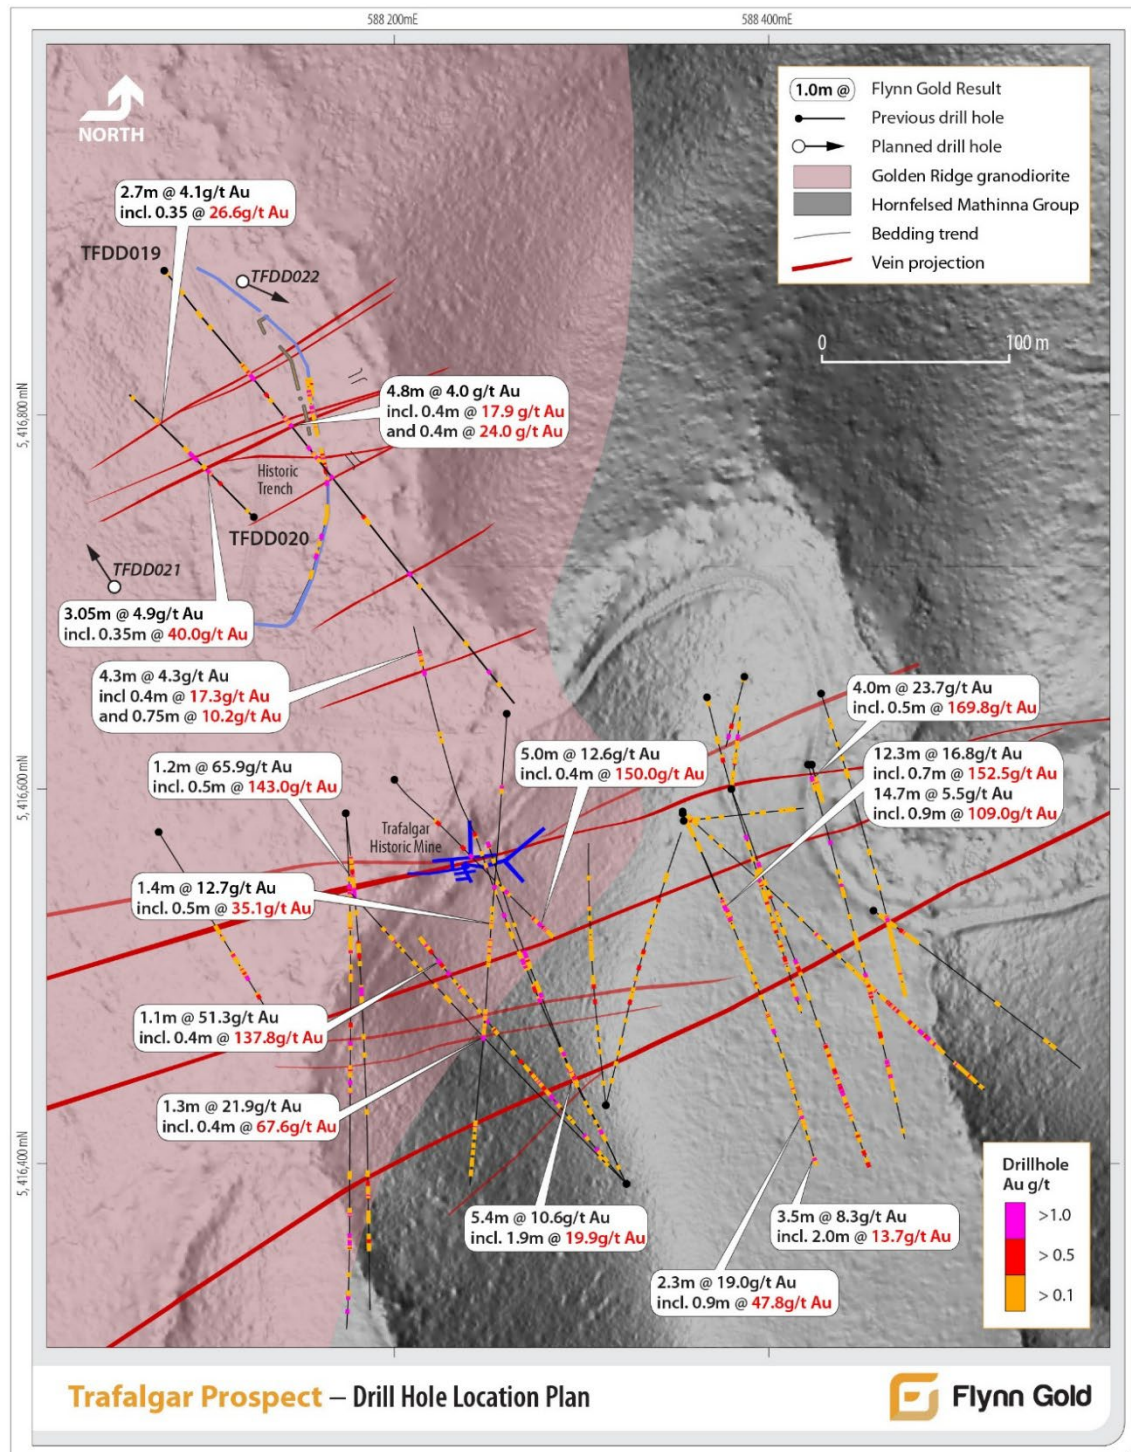 588 200mE
588 400mE
NORTH
1.0m @
Flynn Gold Result
Previous drill hole
Planned drill hole
Golden Ridge granodiorite
Hornfelsed Mathinna Group
Bedding trend
Vein projection
0
100 m
2.7m @ 4.1g/t Au
incl. 0.35 @ 26.6g/t Au
TFDD019
TFDD022
5, 416,800 mN
4.8m @ 4.0 g/t Au
incl. 0.4m @ 17.9 g/t Au
and 0.4m @ 24.0 g/t Au
Historic
Trench
TFDD020
TFDD021
3.05m @ 4.9g/t Au
incl. 0.35m @ 40.0g/t Au
4.3m @ 4.3g/t Au
incl 0.4m @ 17.3g/t Au
and 0.75m @ 10.2g/t Au
4.0m @ 23.7g/t Au
incl. 0.5m @ 169.8g/t Au
5.0m @ 12.6g/t Au
incl. 0.4m @ 150.0g/t Au
12.3m @ 16.8g/t Au
incl. 0.7m @ 152.5g/t Au
14.7m @ 5.5g/t Au
incl. 0.9m @ 109.0g/t Au
1.2m @ 65.9g/t Au
incl. 0.5m @ 143.0g/t Au
5, 416,600 mN
Trafalgar
Historic Mine
1.4m @ 12.7g/t Au
incl. 0.5m @ 35.1g/t Au
1.1m @ 51.3g/t Au
incl. 0.4m @ 137.8g/t Au
1.3m @ 21.9g/t Au
incl. 0.4m @ 67.6g/t Au
5, 416,400 mN
5.4m @ 10.6g/t Au
incl. 1.9m @ 19.9g/t Au
3.5m @ 8.3g/t Au
incl. 2.0m @ 13.7g/t Au
2.3m @ 19.0g/t Au
incl. 0.9m @ 47.8g/t Au
Drillhole
Au g/t
>1.0
> 0.5
> 0.1
Trafalgar Prospect – Drill Hole Location Plan
Flynn Gold